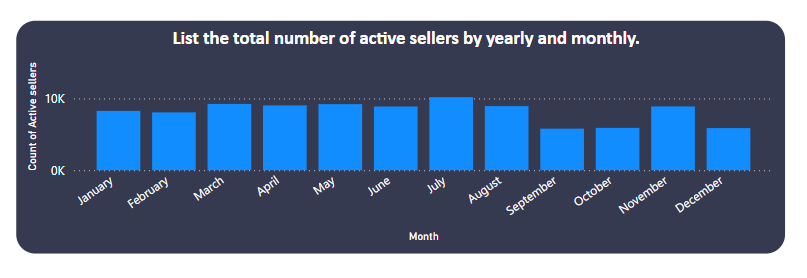 List the total number of active sellers by yearly and monthly.
Count of Active sellers
10K
0K
January
February
March
April
May
June
July
August
September
October
November
December
Month